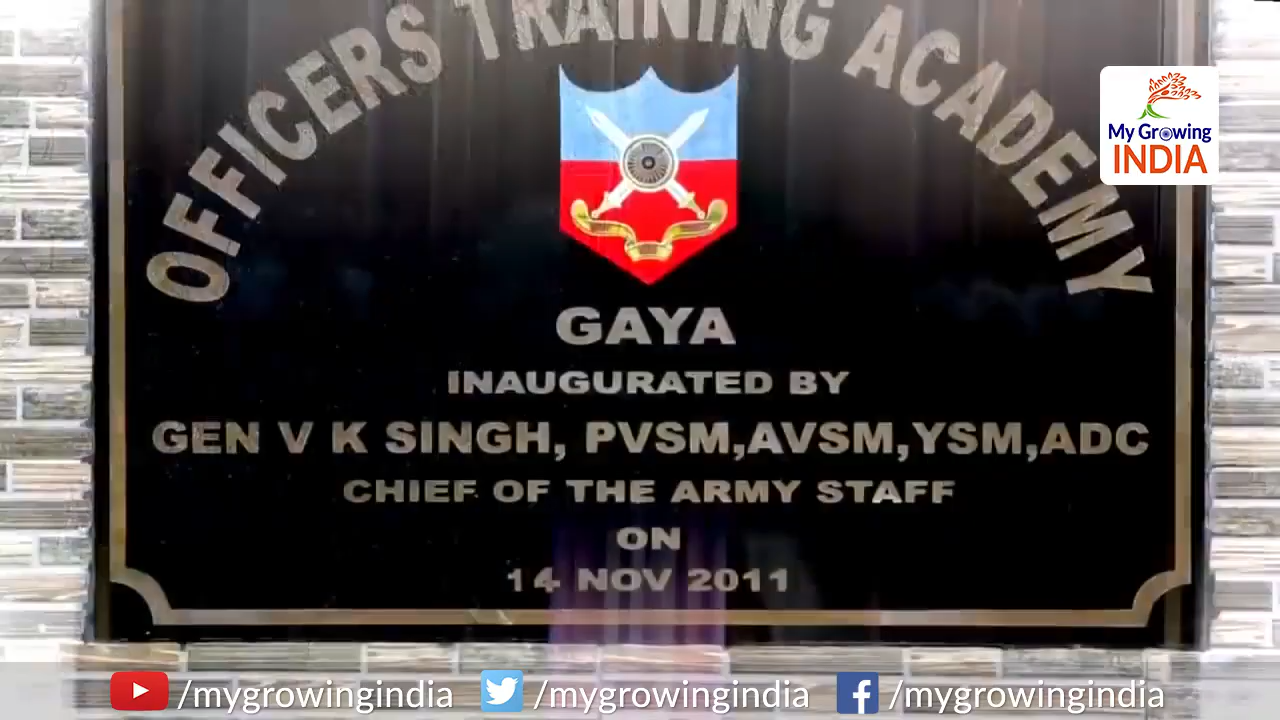 OFFICERS TRAINING ACADEMY
My Growing
INDIA
GAYA
INAUGURATED BY
GEN V K SINGH, PVSM,AVSM,YSM,ADC
CHIEF OF THE ARMY STAFF
ON
14 NOV 2011
/mygrowingindia /mygrowingindia /mygrowingindia